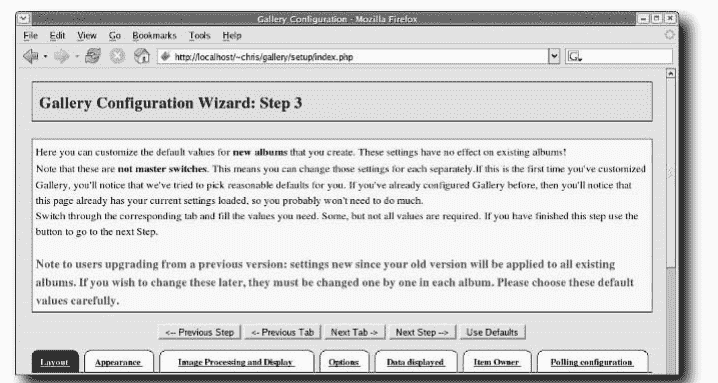 Gallery Configuration - Mozilla Firefox
File Edit View Go Bookmarks Tools Help
http://localhost/~chris/gallery/setup/index.php
Gallery Configuration Wizard: Step 3
Here you can customize the default values for new albums that you create. These settings have no effect on existing albums!
Note that these are not master switches. This means you can change those settings for each separately.If this is the first time you've customized
Gallery, you'll notice that we've tried to pick reasonable defaults for you. If you've already configured Gallery before, then you'll notice that
this page already has your current settings loaded, so you probably won't need to do much.
Switch through the corresponding tab and fill the values you need. Some, but not all values are required. If you have finished this step use the
button to go to the next Step.
Note to users upgrading from a previous version: settings new since your old version will be applied to all existing
albums. If you wish to change these later, they must be changed one by one in each album. Please choose these default
values carefully.
<-- Previous Step <- Previous Tab Next Tab -> Next Step --> Use Defaults
Layout Appearance Image Processing and Display Options Data displayed Item Owner Polling configuration